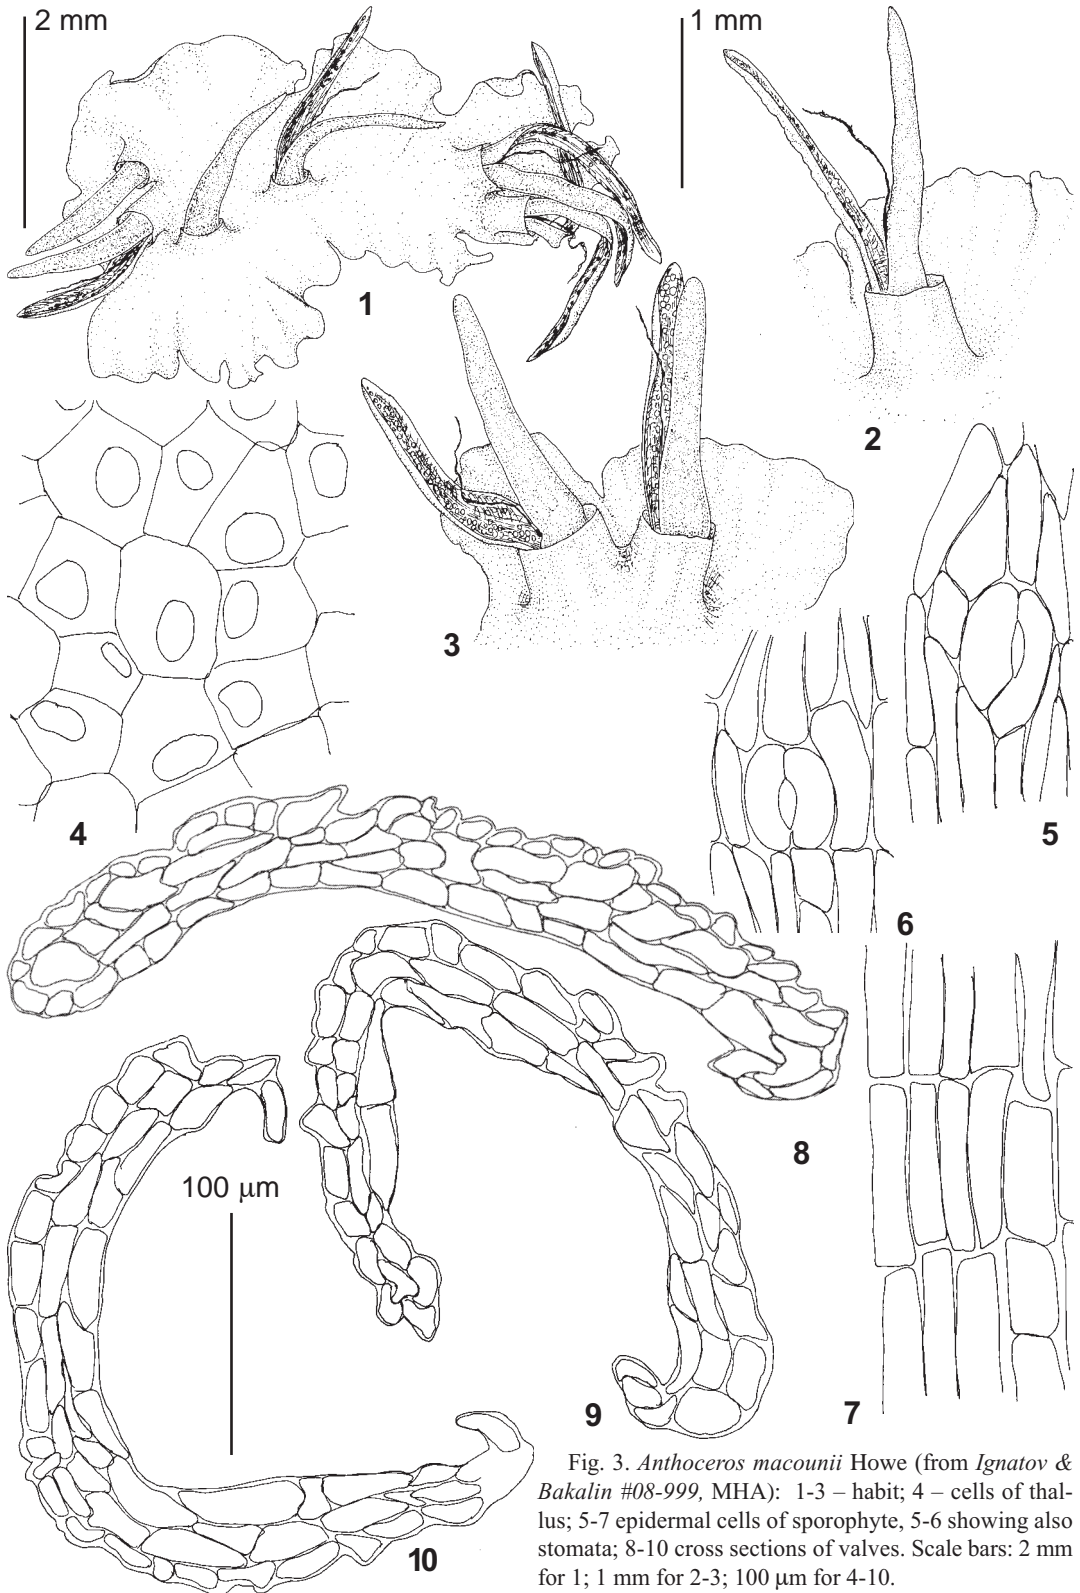 2 mm
1 mm
1
2
3
4
5
6
7
8
9
10
100 μm
Fig. 3. Anthoceros macounii Howe (from Ignatov &
Bakalin #08-999, MHA): 1-3 – habit; 4 – cells of thal-
lus; 5-7 epidermal cells of sporophyte, 5-6 showing also
stomata; 8-10 cross sections of valves. Scale bars: 2 mm
for 1; 1 mm for 2-3; 100 μm for 4-10.